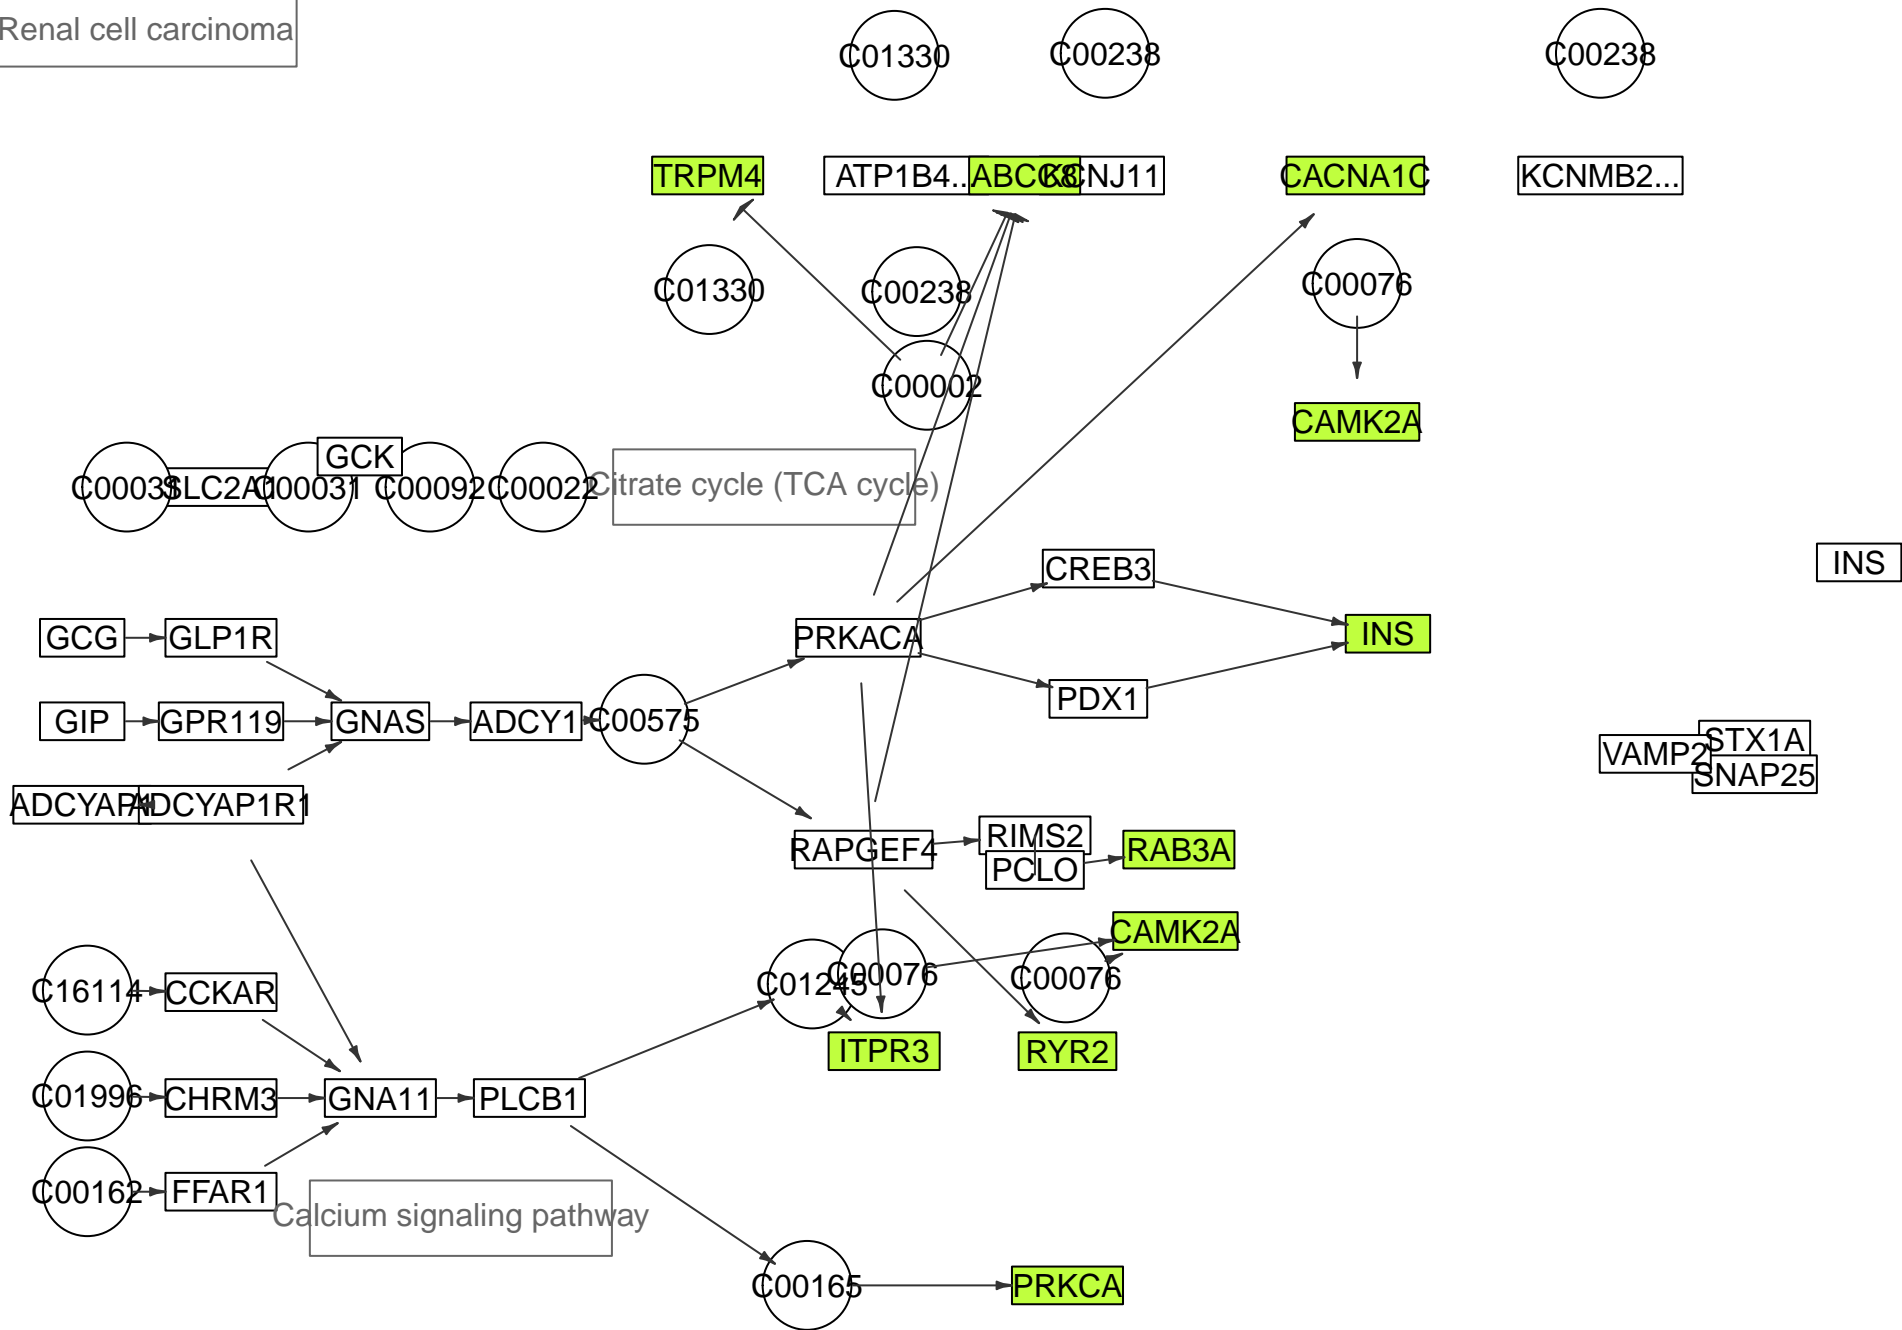 Renal cell carcinoma
C01330
C00238
C00238
TRPM4
ATP1B4...
ABCC8
KCNJ11
CACNA1C
KCNMB2...
C01330
C00238
C00076
C00002
CAMK2A
C00031
SLC2A1
C00031
GCK
C00092
C00022
Citrate cycle (TCA cycle)
CREB3
INS
GCG
GLP1R
PRKACA
INS
PDX1
GIP
GPR119
GNAS
ADCY1
C00575
STX1A
VAMP2
SNAP25
ADCYAP1
ADCYAP1R1
RAPGEF4
RIMS2
PCLO
RAB3A
CAMK2A
C16114
CCKAR
C01245
C00076
C00076
ITPR3
RYR2
C01996
CHRM3
GNA11
PLCB1
C00162
FFAR1
Calcium signaling pathway
C00165
PRKCA